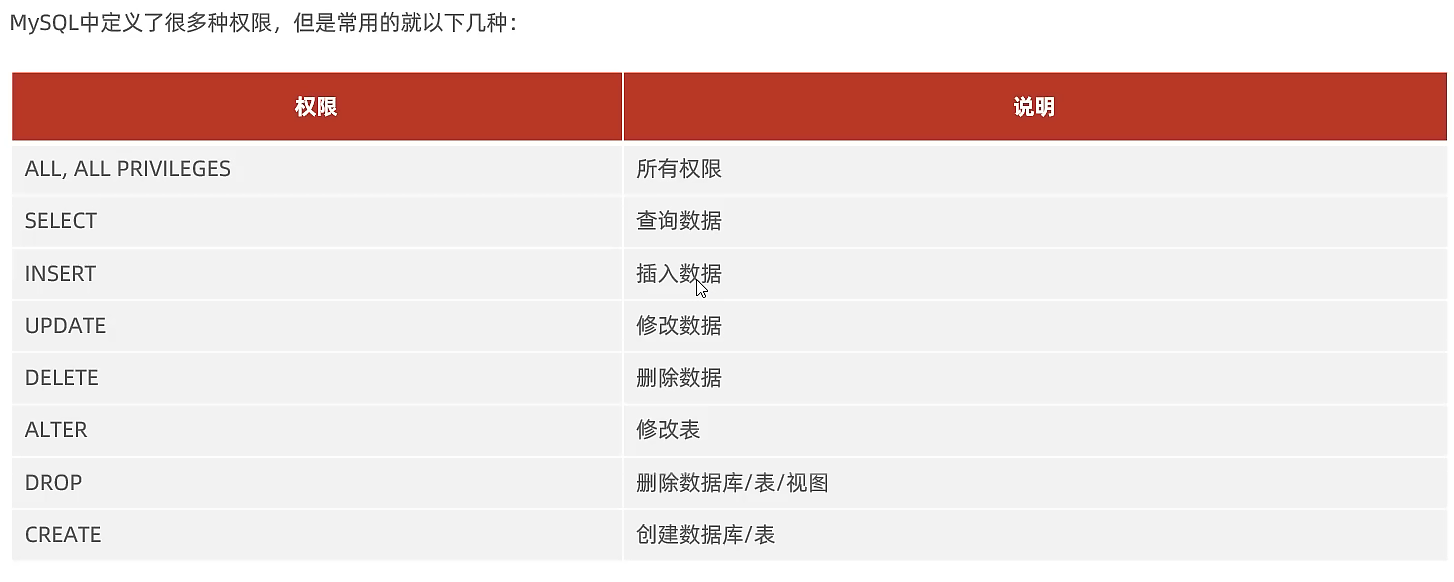 MySQL中定义了很多种权限，但是常用的就以下几种：
权限 说明
ALL, ALL PRIVILEGES 所有权限
SELECT 查询数据
INSERT 插入数据
UPDATE 修改数据
DELETE 删除数据
ALTER 修改表
DROP 删除数据库/表/视图
CREATE 创建数据库/表